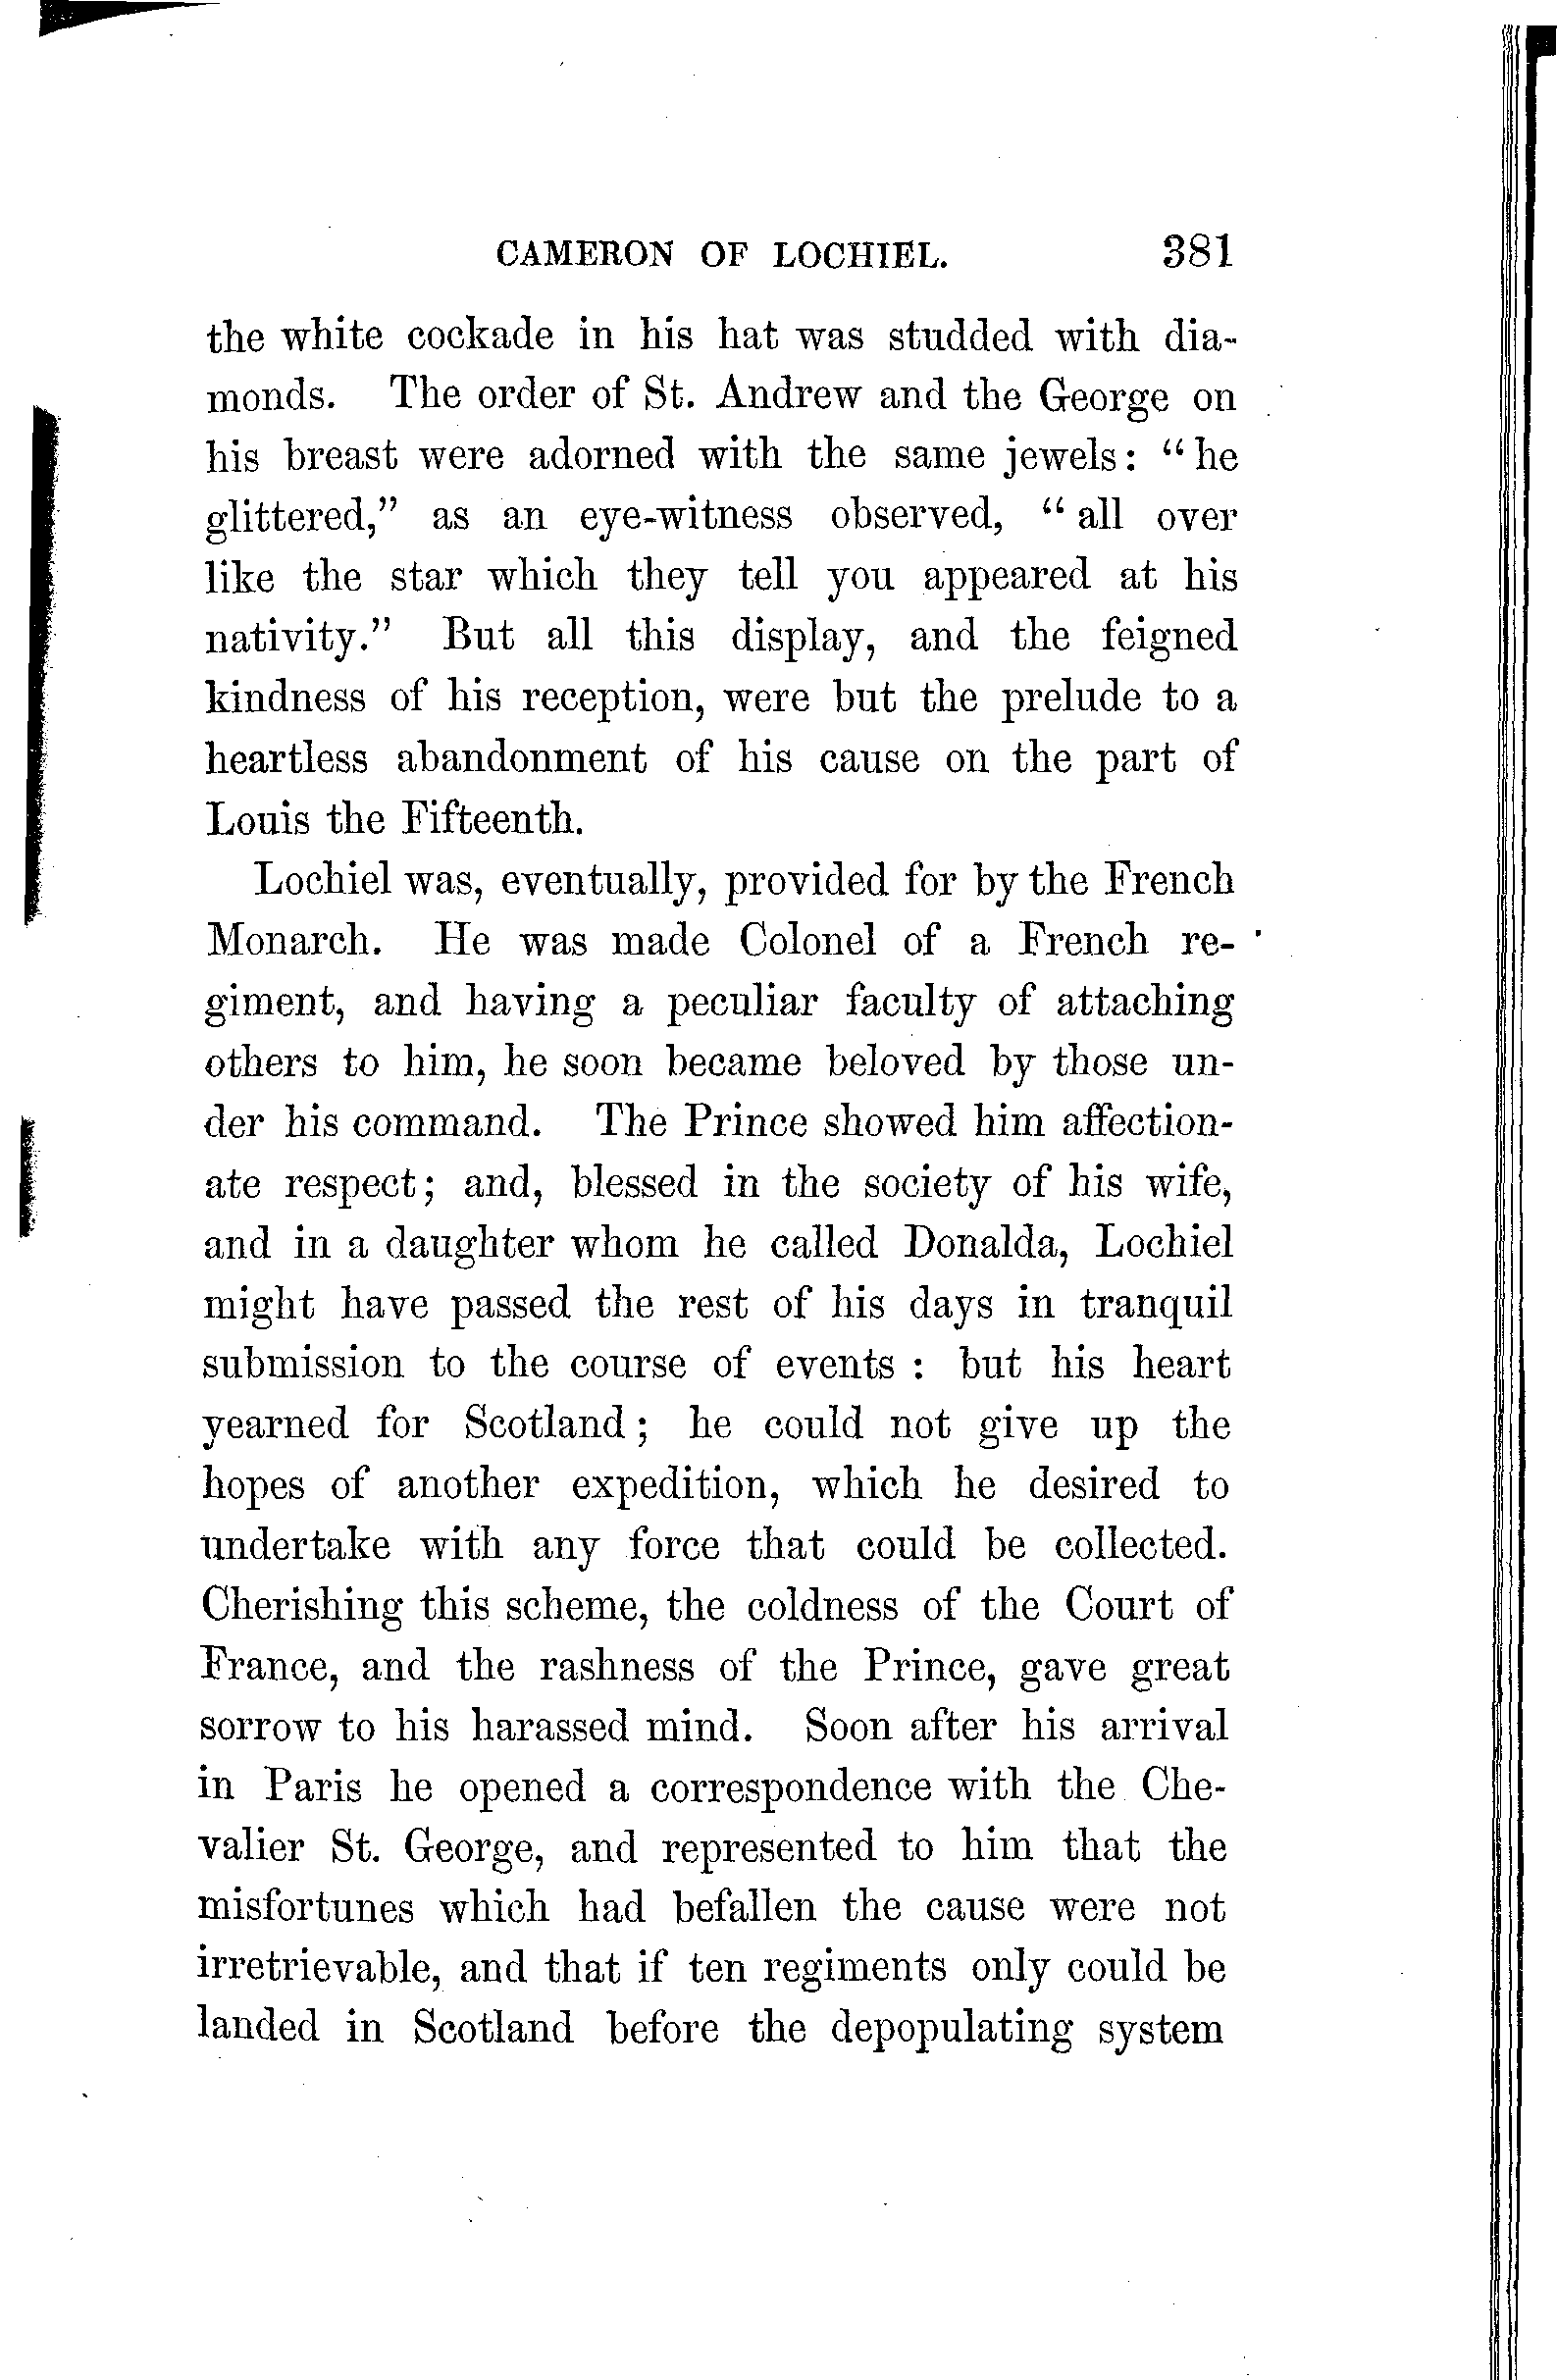 CAMERON OF LOCHIEL. 381
the white cockade in his hat was studded with dia-
monds. The order of St. Andrew and the George on
his breast were adorned with the same jewels: "he
glittered," as an eye-witness observed, "all over
like the star which they tell you appeared at his
nativity." But all this display, and the feigned
kindness of his reception, were but the prelude to a
heartless abandonment of his cause on the part of
Louis the Fifteenth.
Lochiel was, eventually, provided for by the French
Monarch. He was made Colonel of a French re-
giment, and having a peculiar faculty of attaching
others to him, he soon became beloved by those un-
der his command. The Prince showed him affection-
ate respect; and, blessed in the society of his wife,
and in a daughter whom he called Donalda, Lochiel
might have passed the rest of his days in tranquil
submission to the course of events : but his heart
yearned for Scotland; he could not give up the
hopes of another expedition, which he desired to
undertake with any force that could be collected.
Cherishing this scheme, the coldness of the Court of
France, and the rashness of the Prince, gave great
sorrow to his harassed mind. Soon after his arrival
in Paris he opened a correspondence with the Che-
valier St. George, and represented to him that the
misfortunes which had befallen the cause were not
irretrievable, and that if ten regiments only could be
landed in Scotland before the depopulating system